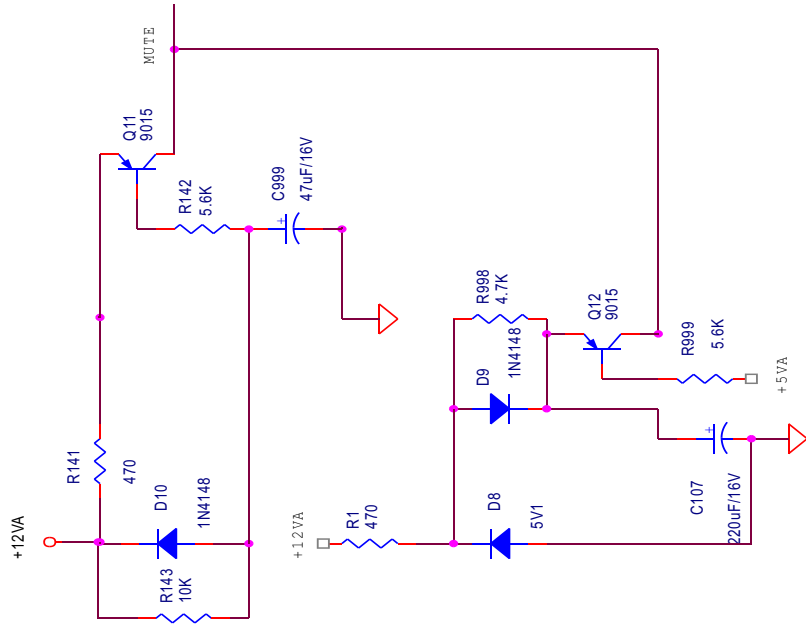 MUTE
Q11
9015
R142
5.6K
C999
47uF/16V
R141
470
D10
1N4148
R143
10K
+12VA
R998
4.7K
D9
1N4148
Q12
9015
R999
5.6K
+5VA
+12VA
R1
470
D8
5V1
C107
220uF/16V
+
+